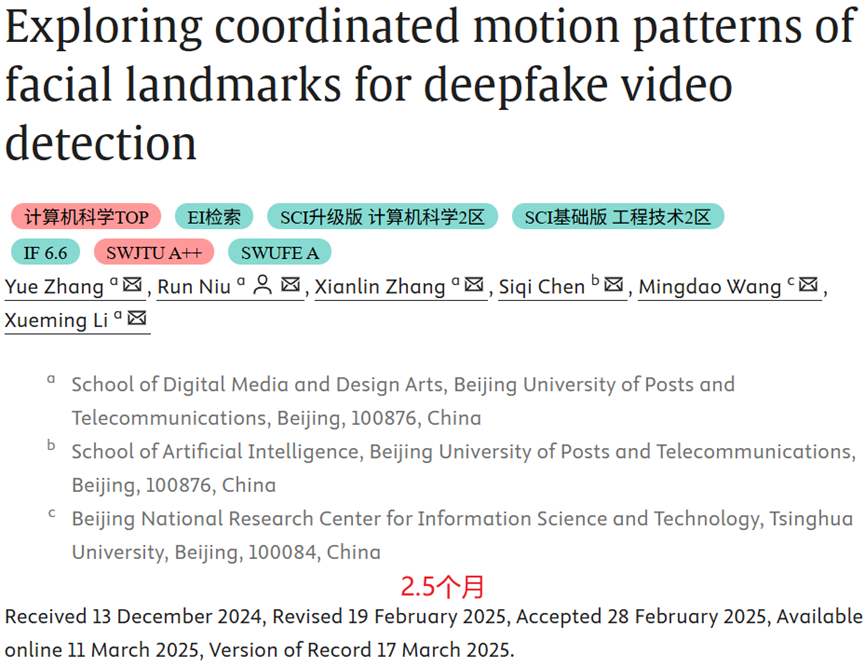 Exploring coordinated motion patterns of
facial landmarks for deepfake video
detection
计算机科学TOP EI检索 SCI升级版 计算机科学2区 SCI基础版 工程技术2区
IF 6.6 SWJTU A++ SWUFE A
Yue Zhang a, Run Niu a, Xianlin Zhang a, Siqi Chen b, Mingdao Wang c,
Xueming Li a
a School of Digital Media and Design Arts, Beijing University of Posts and
Telecommunications, Beijing, 100876, China
b School of Artificial Intelligence, Beijing University of Posts and Telecommunications,
Beijing, 100876, China
c Beijing National Research Center for Information Science and Technology, Tsinghua
University, Beijing, 100084, China
2.5个月
Received 13 December 2024, Revised 19 February 2025, Accepted 28 February 2025, Available
online 11 March 2025, Version of Record 17 March 2025.